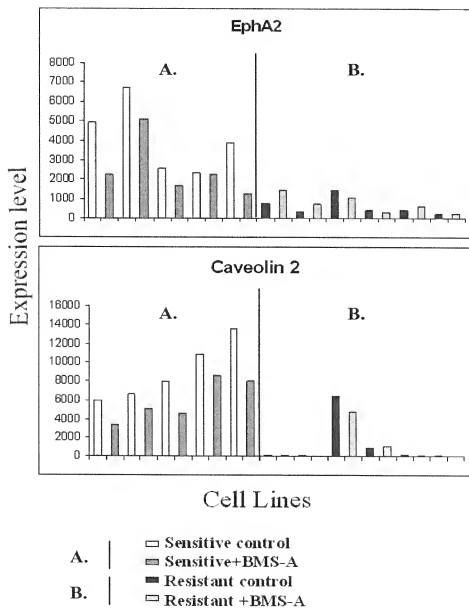 EphA2
A. B.
8000
7000
6000
5000
4000
3000
2000
1000
0
Expression level
Caveolin 2
A. B.
16000
14000
12000
10000
8000
6000
4000
2000
0
Cell Lines
A. Sensitive control
Sensitive+BMS-A
B. Resistant control
Resistant +BMS-A